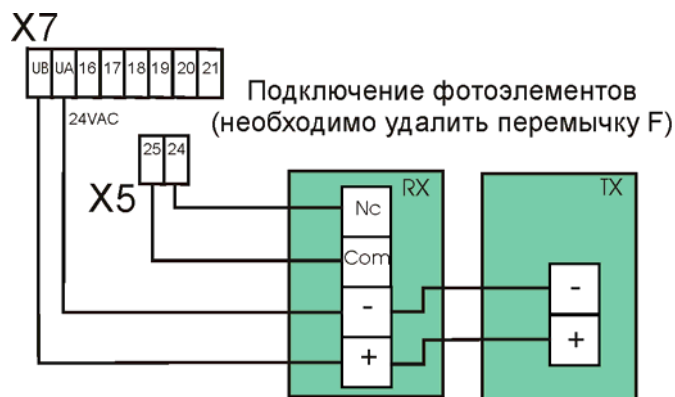 X7
UB UA 16 17 18 19 20 21
24VAC
Подключение фотоэлементов
(необходимо удалить перемычку F)
25 24
X5
RX
TX
Nc
Com
-
+
-
+